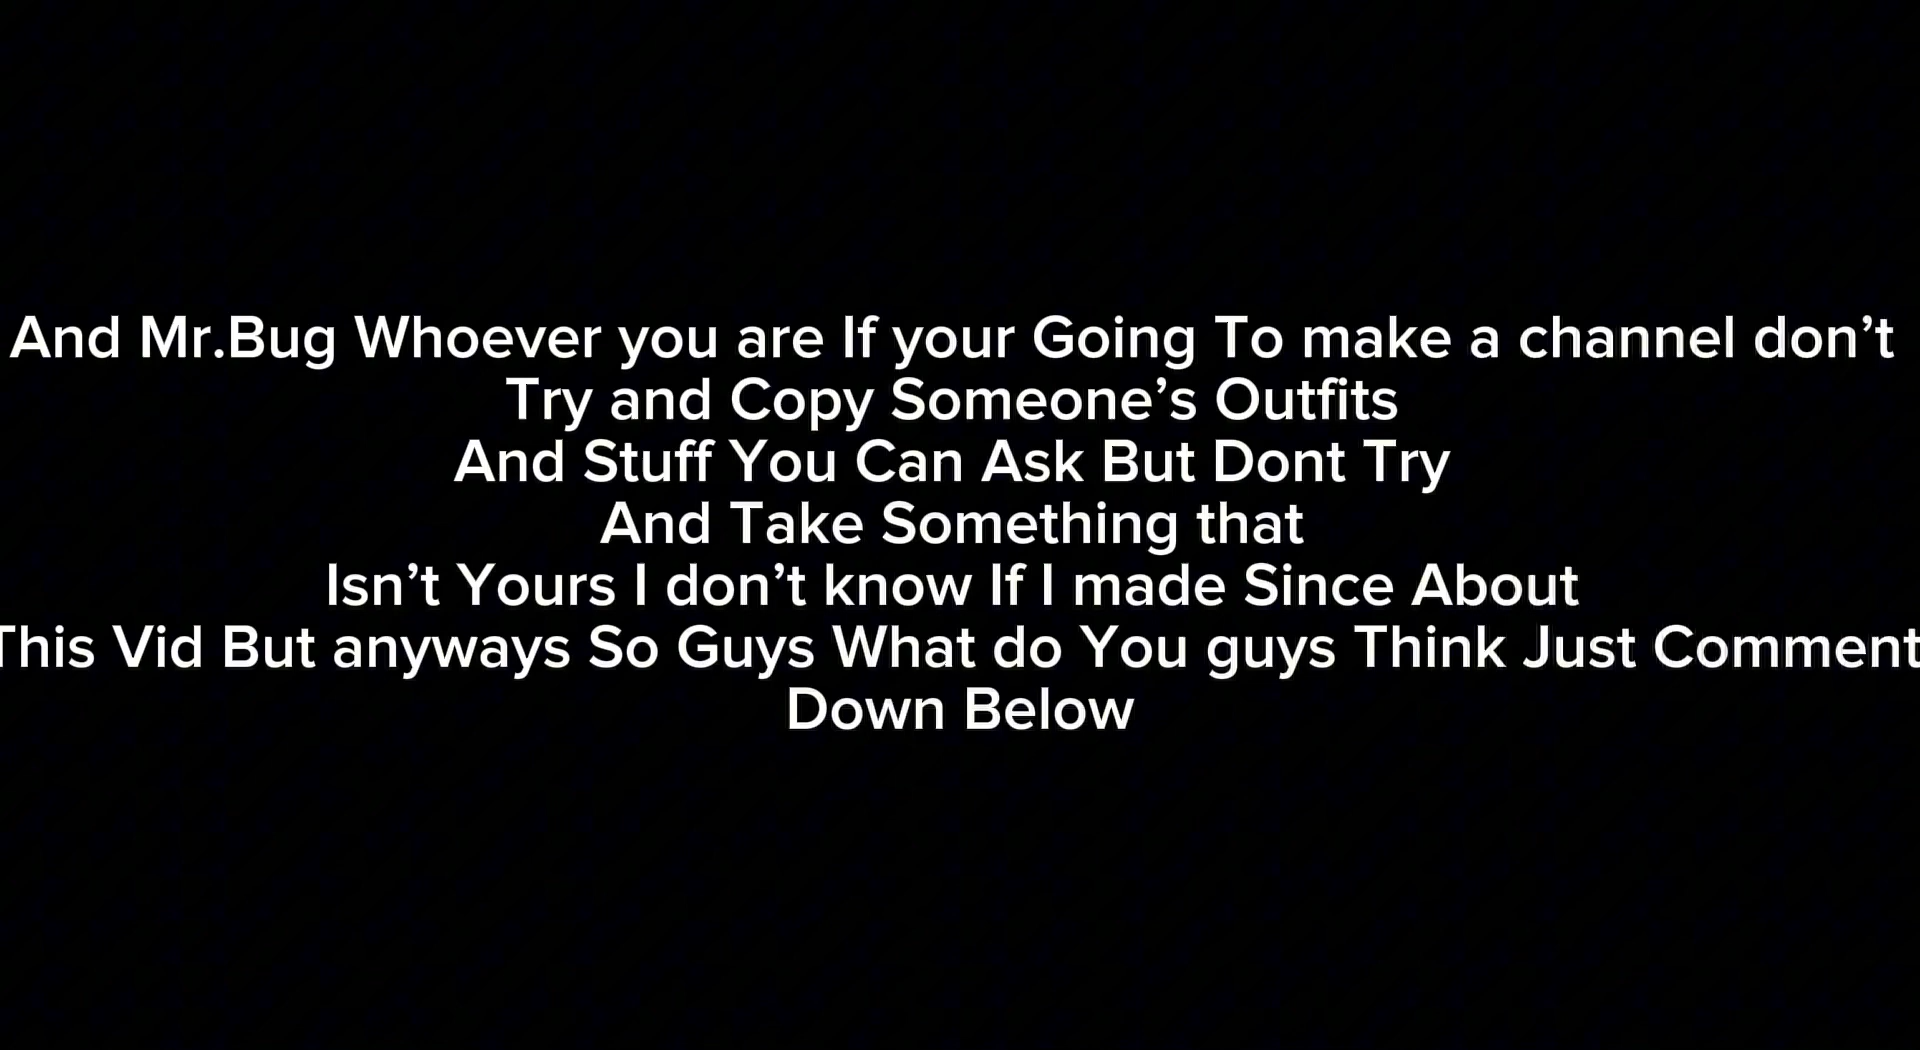 And Mr.Bug Whoever you are If your Going To make a channel don’t
Try and Copy Someone’s Outfits
And Stuff You Can Ask But Dont Try
And Take Something that
Isn’t Yours I don’t know If I made Since About
This Vid But anyways So Guys What do You guys Think Just Comment
Down Below